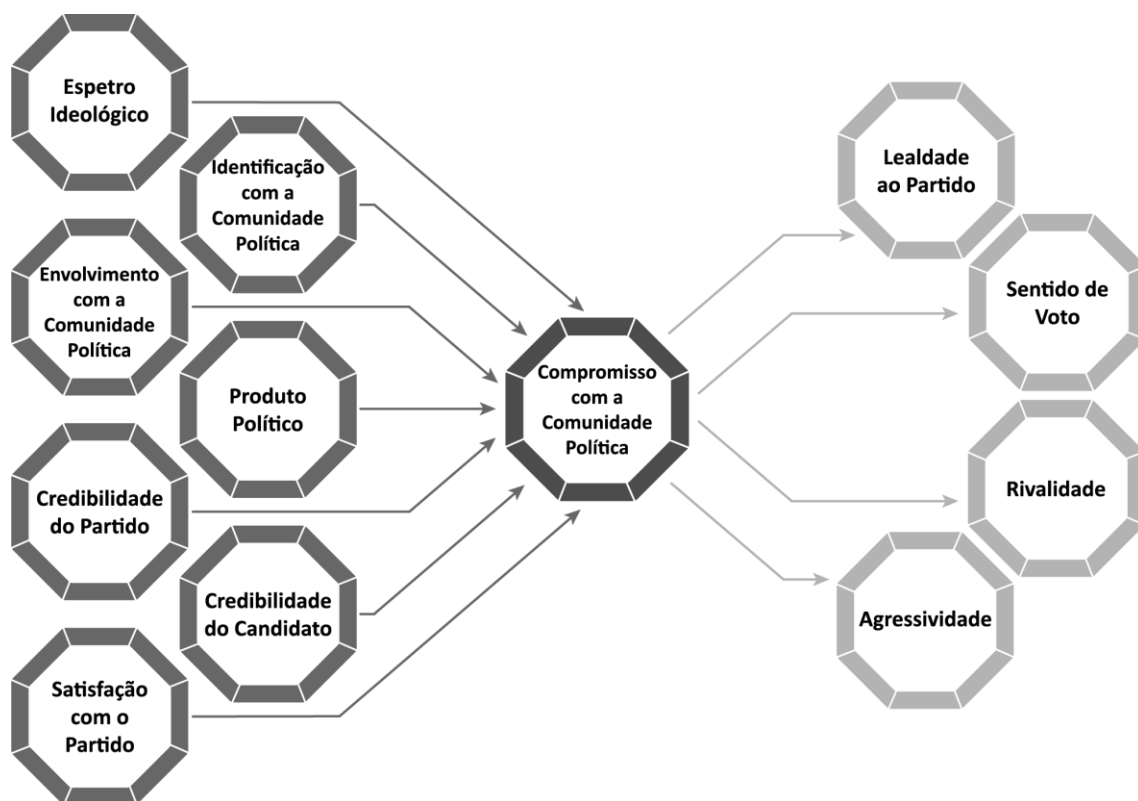 Espetro
Ideológico
Identificação
com a
Comunidade
Política
Envolvimento
com a
Comunidade
Política
Produto
Político
Credibilidade
do Partido
Credibilidade
do Candidato
Satisfação
com o
Partido
Compromisso
com a
Comunidade
Política
Lealdade
ao Partido
Sentido de
Voto
Rivalidade
Agressividade